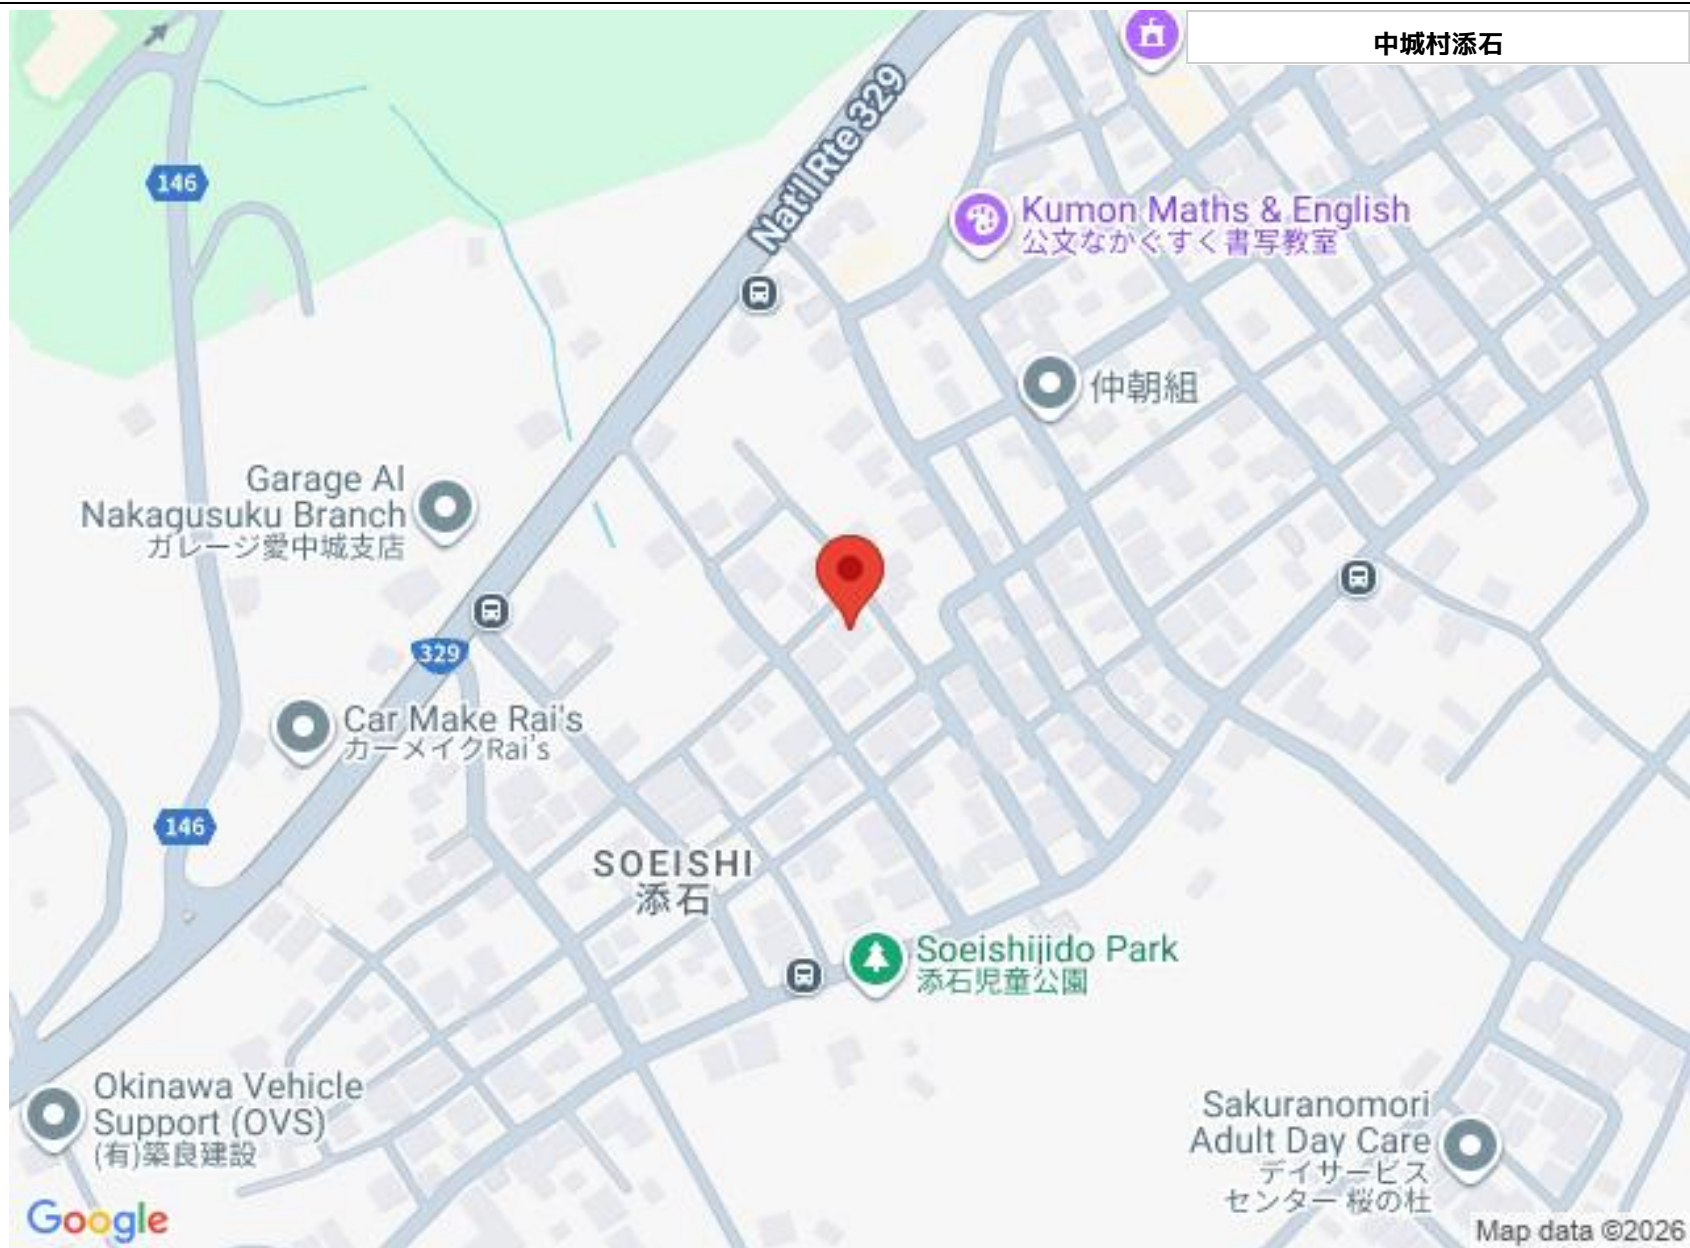 中城村添石
146
Nat'l Rte 329
Kumon Maths & English
公文なかぐすく書写教室
仲朝組
Garage AI
Nakagusuku Branch
ガレージ愛中城支店
329
Car Make Rai's
カーメイクRai's
146
SOEISHI
添石
Soeishijido Park
添石児童公園
Okinawa Vehicle
Support (OVS)
(有)築良建設
Sakuranomori
Adult Day Care
デイサービス
センター 桜の杜
Google
Map data ©2026